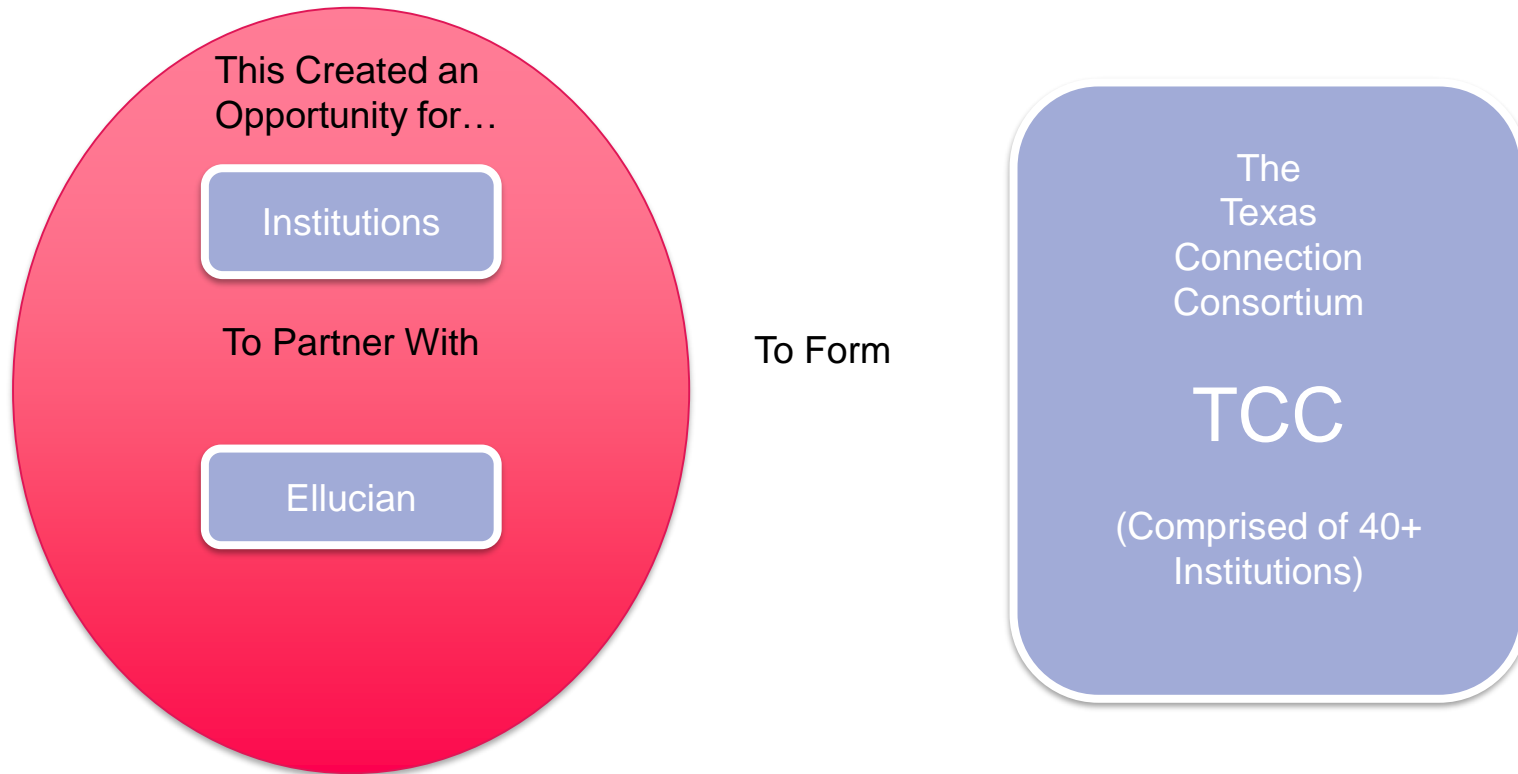 This Created an
Opportunity for…
Institutions
To Partner With
Ellucian
To Form
The
Texas
Connection
Consortium
TCC
(Comprised of 40+
Institutions)